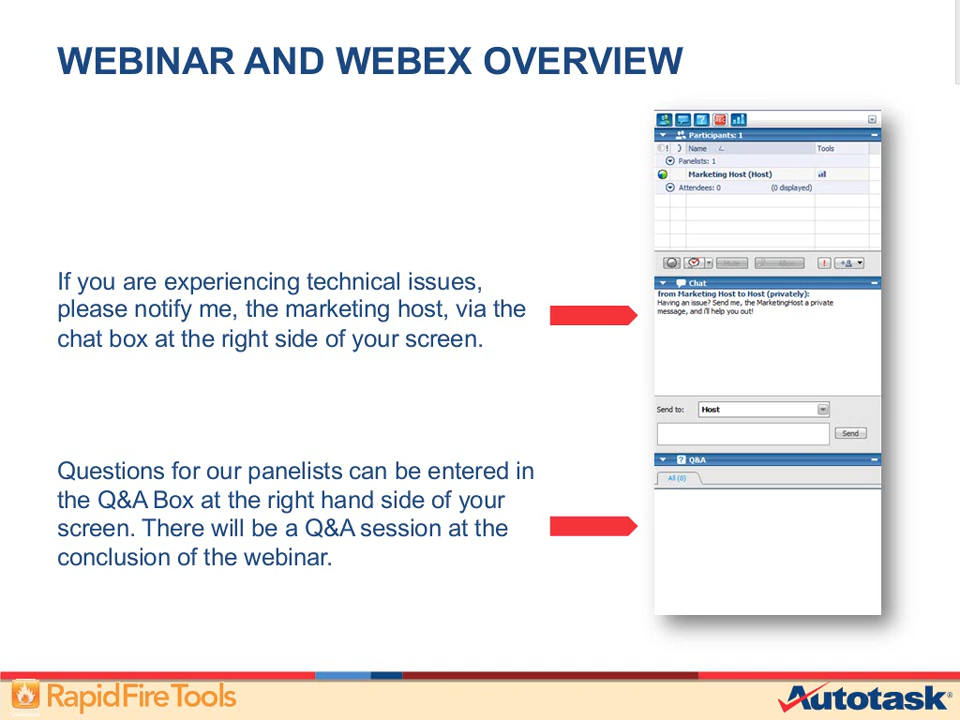 WEBINAR AND WEBEX OVERVIEW
If you are experiencing technical issues,
please notify me, the marketing host, via the
chat box at the right side of your screen.
Questions for our panelists can be entered in
the Q&A Box at the right hand side of your
screen. There will be a Q&A session at the
conclusion of the webinar.
Participants: 1
Name
Tools
Panelists: 1
Marketing Host (Host)
Attendees: 0 (0 displayed)
Mute
Chat
from Marketing Host to Host (privately):
Having an issue? Send me, the MarketingHost a private
message, and i'll help you out!
Send to: Host
Send
Q&A
All (0)
RapidFireTools
Autotask®